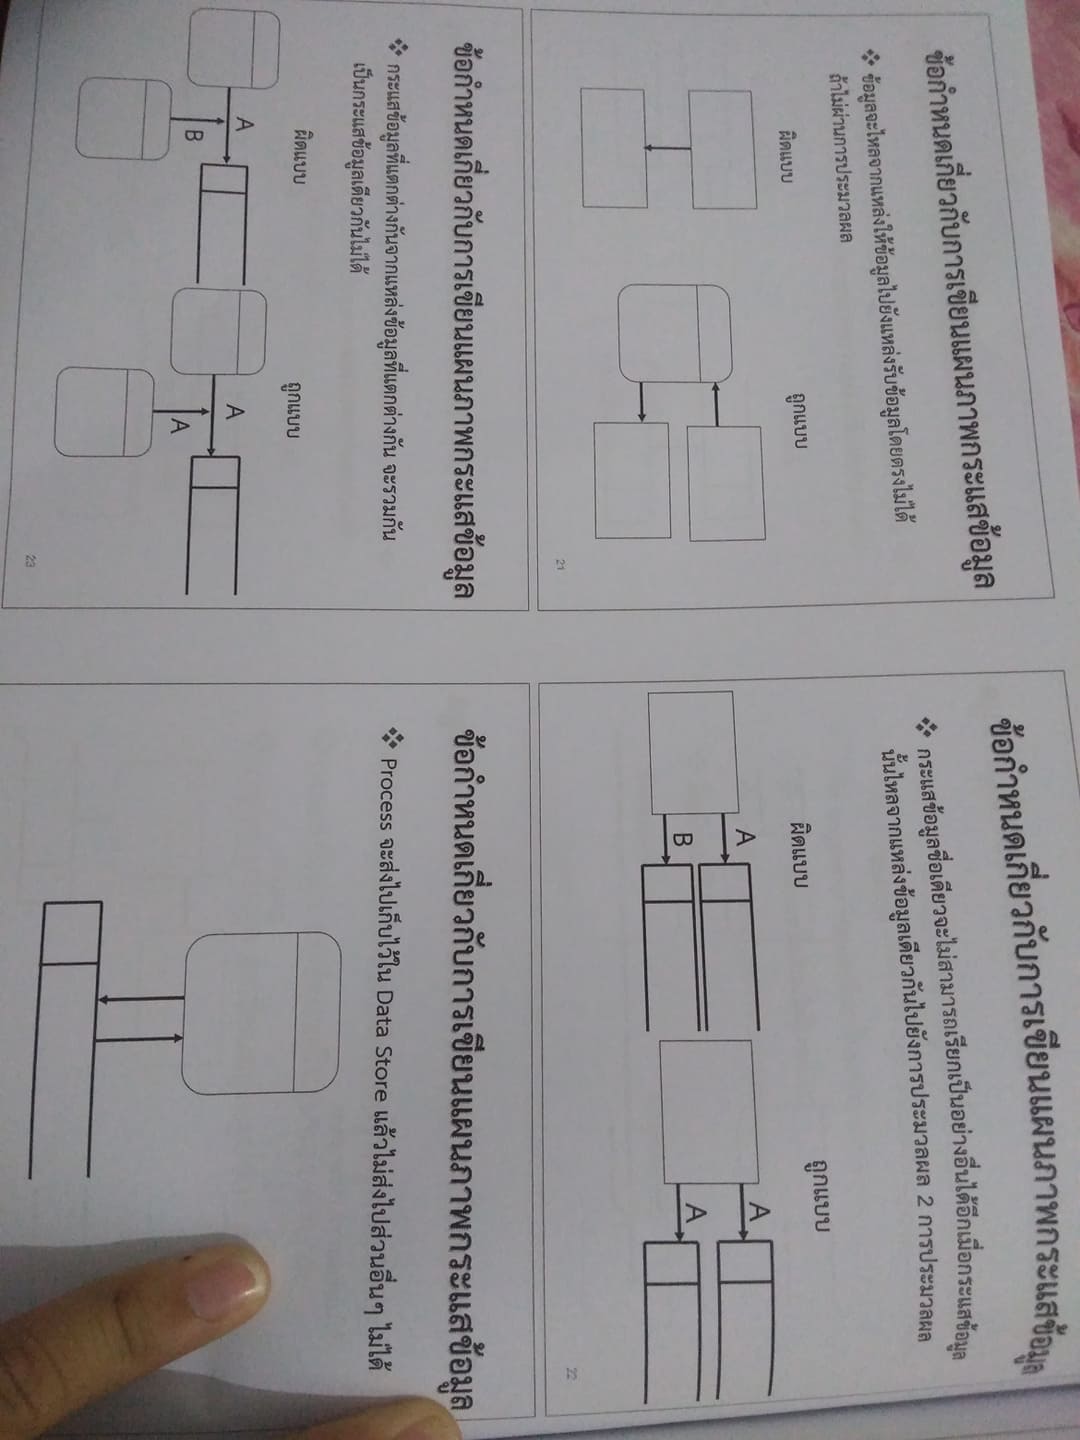 ข้อกำหนดเกี่ยวกับการเขียนแผนภาพกระแสข้อมูล
❖ ข้อมูลจะไหลจากแหล่งให้ข้อมูลไปยังแหล่งรับข้อมูลโดยตรงไม่ได้
ถ้าไม่ผ่านการประมวลผล
ผิดแบบ
ถูกแบบ
21
ข้อกำหนดเกี่ยวกับการเขียนแผนภาพกระแสข้อมูล
❖ กระแสข้อมูลชื่อเดียวจะไม่สามารถเรียกเป็นอย่างอื่นได้อีกเมื่อกระแสข้อมูล
นั้นไหลจากแหล่งข้อมูลเดียวกันไปยังการประมวลผล 2 การประมวลผล
ผิดแบบ
ถูกแบบ
A
A
B
A
22
ข้อกำหนดเกี่ยวกับการเขียนแผนภาพกระแสข้อมูล
❖ กระแสข้อมูลที่แตกต่างกันจากแหล่งข้อมูลที่แตกต่างกัน จะรวมกัน
เป็นกระแสข้อมูลเดียวกันไม่ได้
ผิดแบบ
ถูกแบบ
A
A
B
A
23
ข้อกำหนดเกี่ยวกับการเขียนแผนภาพกระแสข้อมูล
❖ Process จะส่งไปเก็บไว้ใน Data Store แล้วไม่ส่งไปส่วนอื่นๆ ไม่ได้